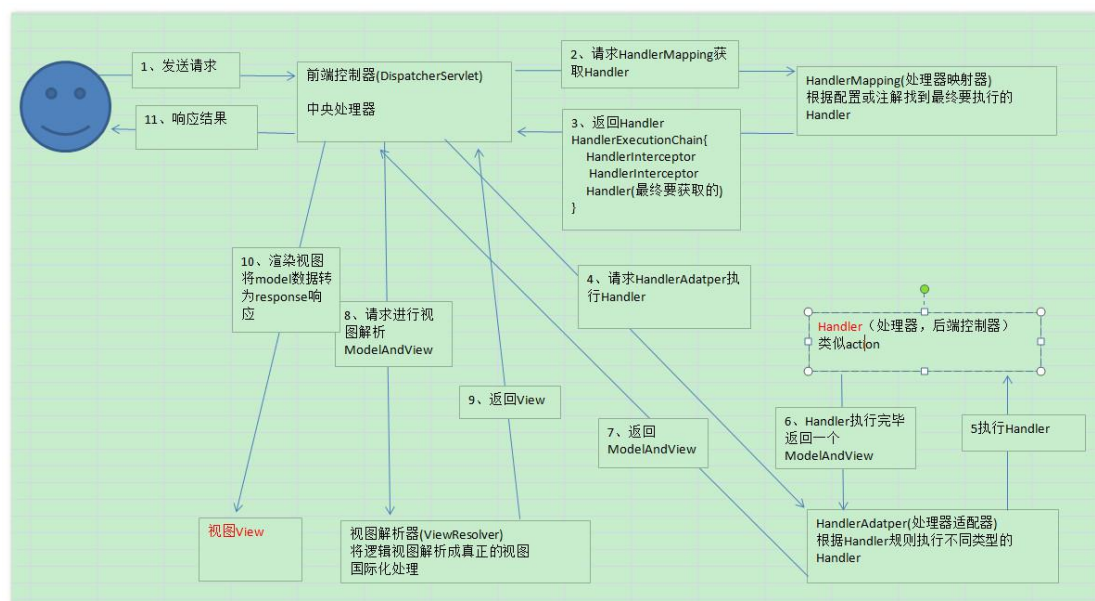 1、发送请求
前端控制器(DispatcherServlet)
中央处理器
2、请求HandlerMapping获
取Handler
HandlerMapping(处理器映射器)
根据配置或注解找到最终要执行的
Handler
11、响应结果
3、返回Handler
HandlerExecutionChain{
HandlerInterceptor
HandlerInterceptor
Handler(最终要获取的)
}
10、渲染视图
将model数据转
为response响
应
4、请求HandlerAdatper执
行Handler
8、请求进行视
图解析
ModelAndView
Handler（处理器，后端控制器）
类似action
9、返回View
7、返回
ModelAndView
6、Handler执行完毕
返回一个
ModelAndView
5执行Handler
视图View
视图解析器(ViewResolver)
将逻辑视图解析成真正的视图
国际化处理
HandlerAdatper(处理器适配器)
根据Handler规则执行不同类型的
Handler